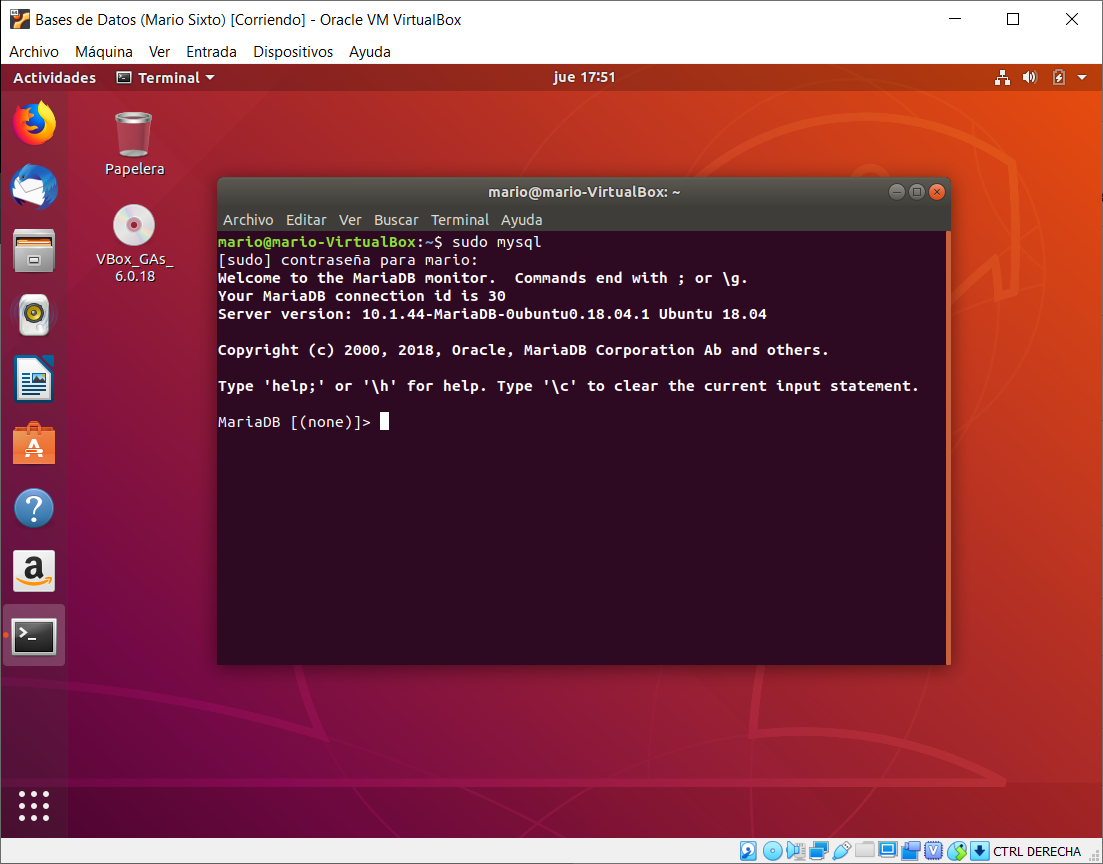 Bases de Datos (Mario Sixto) [Corriendo] - Oracle VM VirtualBox
Archivo Máquina Ver Entrada Dispositivos Ayuda
Actividades Terminal jue 17:51
Papelera
VBox_GAs_
6.0.18
mario@mario-VirtualBox: ~
Archivo Editar Ver Buscar Terminal Ayuda
mario@mario-VirtualBox:~$ sudo mysql
[sudo] contraseña para mario:
Welcome to the MariaDB monitor.  Commands end with ; or \g.
Your MariaDB connection id is 30
Server version: 10.1.44-MariaDB-0ubuntu0.18.04.1 Ubuntu 18.04
Copyright (c) 2000, 2018, Oracle, MariaDB Corporation Ab and others.
Type 'help;' or '\h' for help. Type '\c' to clear the current input statement.
MariaDB [(none)]>
CTRL DERECHA